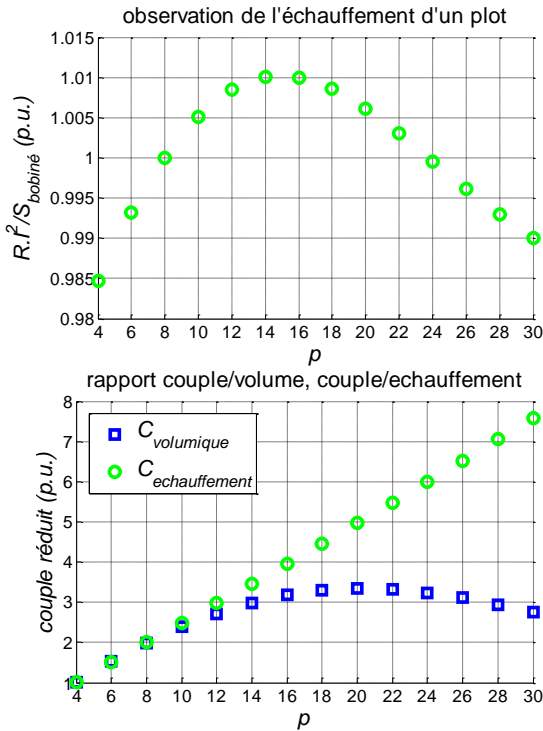 observation de l'échauffement d'un plot
1.015
1.01
1.005
1
0.995
0.99
0.985
0.98
R.I²/S_bobiné (p.u.)
4 6 8 10 12 14 16 18 20 22 24 26 28 30
p
rapport couple/volume, couple/echauffement
8
7
6
5
4
3
2
1
couple réduit (p.u.)
C_volumique
C_echauffement
4 6 8 10 12 14 16 18 20 22 24 26 28 30
p